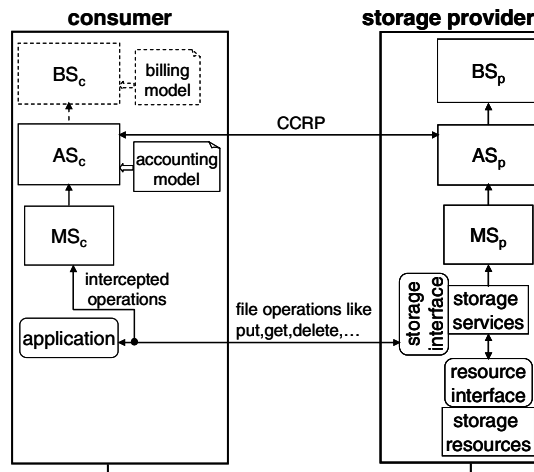 consumer
storage provider
BSc
billing
model
BSp
CCRP
ASc
accounting
model
ASp
MSc
MSp
intercepted
operations
file operations like
put,get,delete,…
application
storage
interface
storage
services
resource
interface
storage
resources